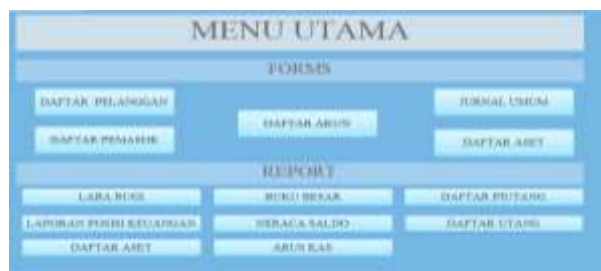 MENU UTAMA
FORMS
DAFTAR PELANGGAN
JURNAL UMUM
DAFTAR AKUN
DAFTAR PEMASOK
DAFTAR ASET
REPORT
LABA RUGI
BUKU BESAR
DAFTAR PIUTANG
LAPORAN POSISI KEUANGAN
NERACA SALDO
DAFTAR UTANG
DAFTAR ASET
ARUS KAS